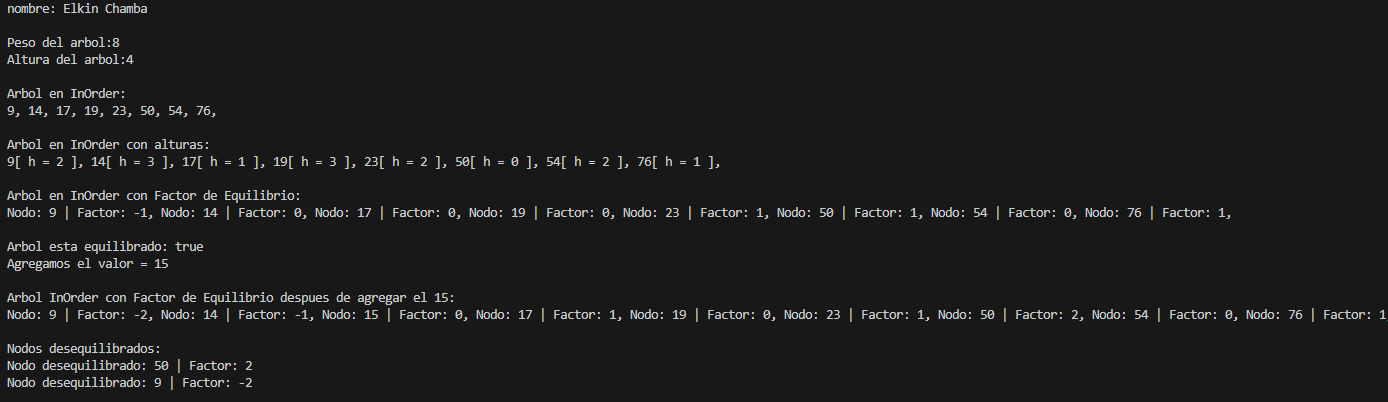 nombre: Elkin Chamba
Peso del arbol:8
Altura del arbol:4
Arbol en InOrder:
9, 14, 17, 19, 23, 50, 54, 76,
Arbol en InOrder con alturas:
9[ h = 2 ], 14[ h = 3 ], 17[ h = 1 ], 19[ h = 3 ], 23[ h = 2 ], 50[ h = 0 ], 54[ h = 2 ], 76[ h = 1 ],
Arbol en InOrder con Factor de Equilibrio:
Nodo: 9 | Factor: -1, Nodo: 14 | Factor: 0, Nodo: 17 | Factor: 0, Nodo: 19 | Factor: 0, Nodo: 23 | Factor: 1, Nodo: 50 | Factor: 1, Nodo: 54 | Factor: 0, Nodo: 76 | Factor: 1,
Arbol esta equilibrado: true
Agregamos el valor = 15
Arbol InOrder con Factor de Equilibrio despues de agregar el 15:
Nodo: 9 | Factor: -2, Nodo: 14 | Factor: -1, Nodo: 15 | Factor: 0, Nodo: 17 | Factor: 1, Nodo: 19 | Factor: 0, Nodo: 23 | Factor: 1, Nodo: 50 | Factor: 2, Nodo: 54 | Factor: 0, Nodo: 76 | Factor: 1,
Nodos desequilibrados:
Nodo desequilibrado: 50 | Factor: 2
Nodo desequilibrado: 9 | Factor: -2